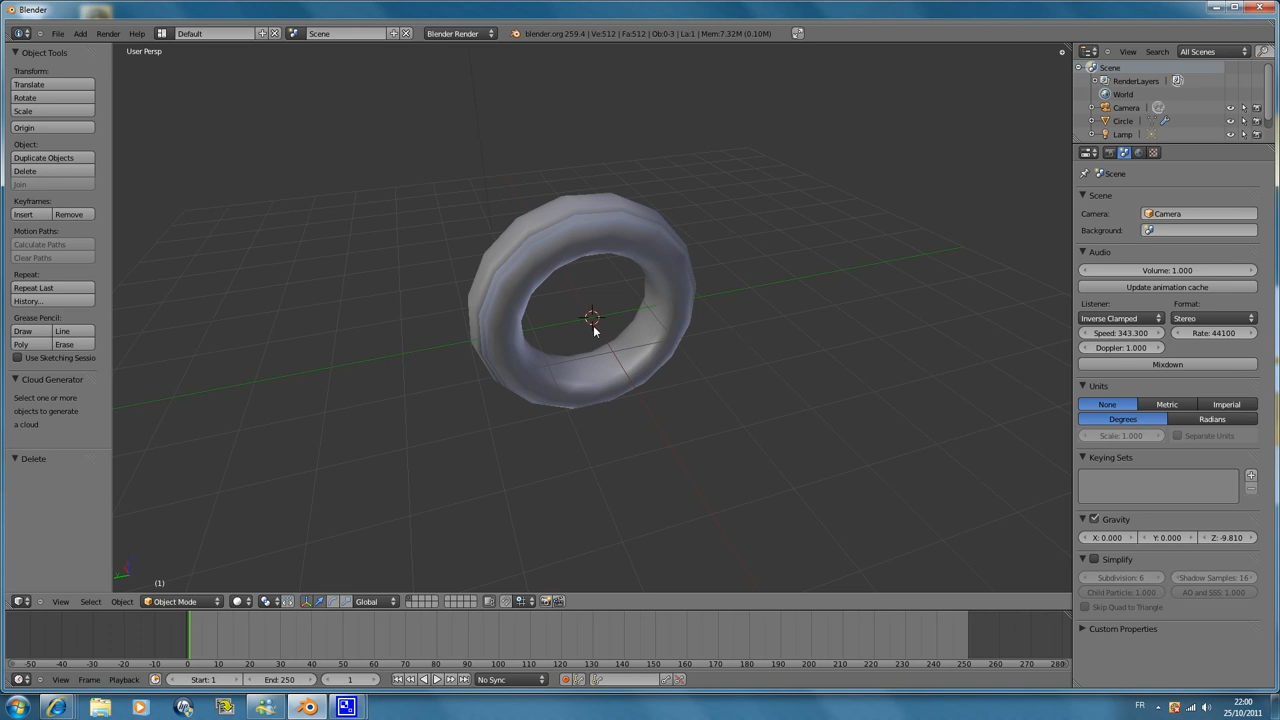 Blender
File Add Render Help Default Scene Blender Render blender.org 259.4 | Ve:512 | Fa:512 | Ob:0-3 | La:1 | Mem:7.32M (0.10M)
Object Tools
Transform:
Translate
Rotate
Scale
Origin
Object:
Duplicate Objects
Delete
Join
Keyframes:
Insert Remove
Motion Paths:
Calculate Paths
Clear Paths
Repeat:
Repeat Last
History...
Grease Pencil:
Draw Line
Poly Erase
Use Sketching Sessio
Cloud Generator
Select one or more
objects to generate
a cloud
Delete
User Persp
(1)
View Select Object Object Mode Global
-50 -40 -30 -20 -10 0 10 20 30 40 50 60 70 80 90 100 110 120 130 140 150 160 170 180 190 200 210 220 230 240 250 260 270 280
View Frame Playback Start: 1 End: 250 1 No Sync
View Search All Scenes
Scene
RenderLayers
World
Camera
Circle
Lamp
Scene
Scene
Camera: Camera
Background:
Audio
Volume: 1.000
Update animation cache
Listener: Format:
Inverse Clamped Stereo
Speed: 343.300 Rate: 44100
Doppler: 1.000
Mixdown
Units
None Metric Imperial
Degrees Radians
Scale: 1.000 Separate Units
Keying Sets
Gravity
X: 0.000 Y: 0.000 Z: -9.810
Simplify
Subdivision: 6 Shadow Samples: 16
Child Particle: 1.000 AO and SSS: 1.000
Skip Quad to Triangle
Custom Properties
FR 22:00
25/10/2011